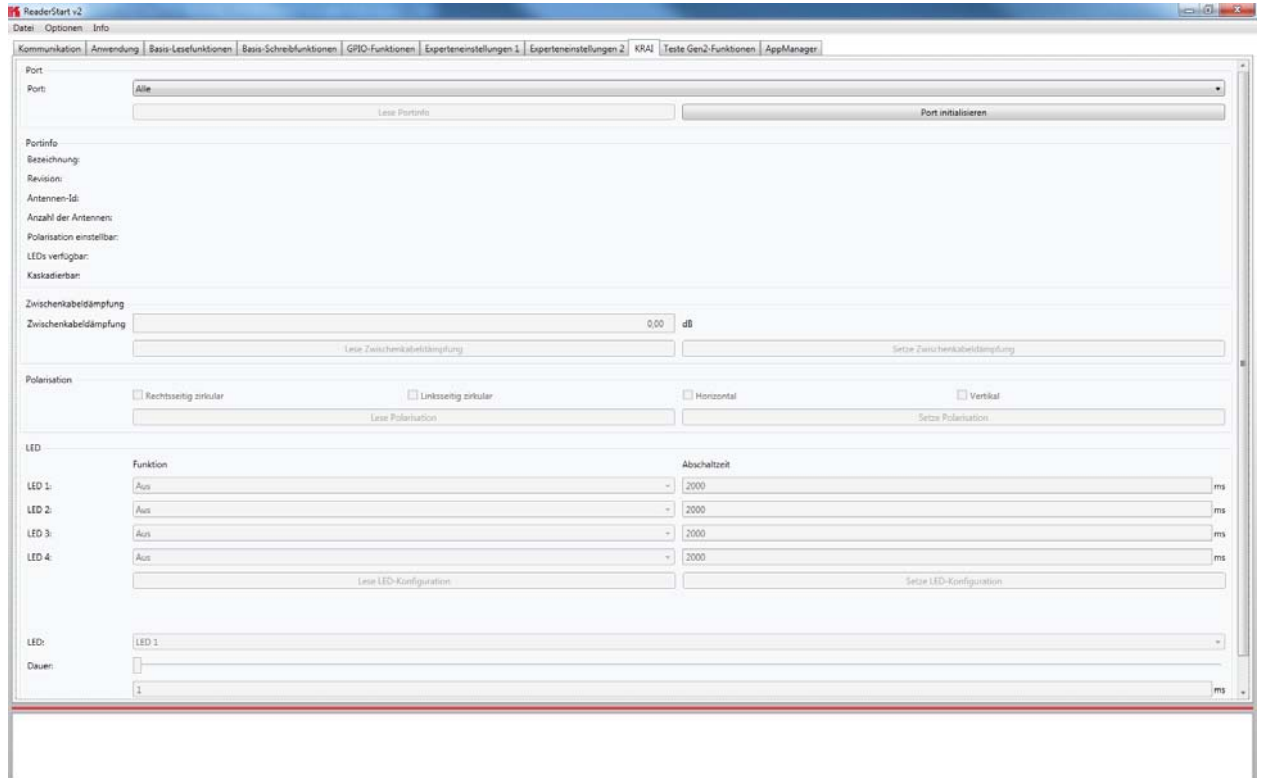 ReaderStart v2
Datei Optionen Info
Kommunikation Anwendung Basis-Lesefunktionen Basis-Schreibfunktionen GPIO-Funktionen Experteneinstellungen 1 Experteneinstellungen 2 KRAI Teste Gen2-Funktionen AppManager
Port
Port: Alle
Lese Portinfo Port initialisieren
Portinfo
Bezeichnung:
Revision:
Antennen-Id:
Anzahl der Antennen:
Polarisation einstellbar:
LEDs verfügbar:
Kaskadierbar:
Zwischenkabeldämpfung
Zwischenkabeldämpfung 0,00 dB
Lese Zwischenkabeldämpfung Setze Zwischenkabeldämpfung
Polarisation
Rechtsseitig zirkular Linksseitig zirkular Horizontal Vertikal
Lese Polarisation Setze Polarisation
LED
Funktion Abschaltzeit
LED 1: Aus 2000 ms
LED 2: Aus 2000 ms
LED 3: Aus 2000 ms
LED 4: Aus 2000 ms
Lese LED-Konfiguration Setze LED-Konfiguration
LED: LED 1
Dauer:
1 ms